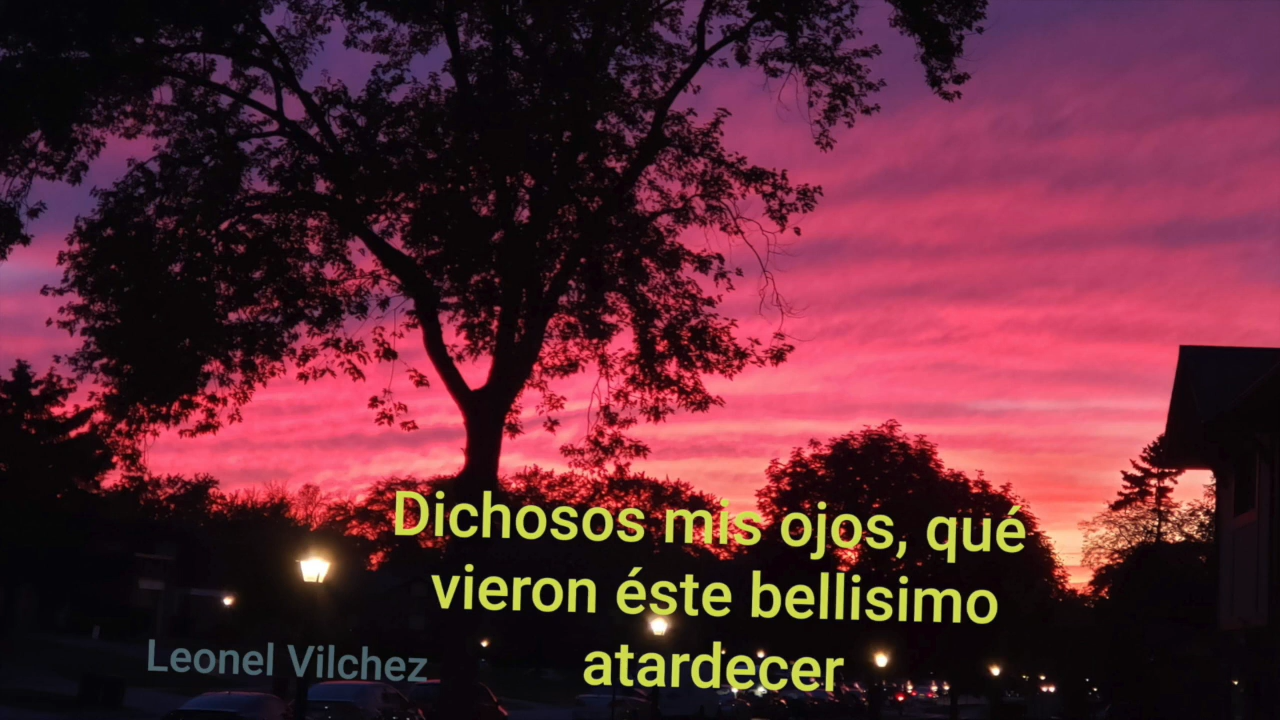 Dichosos mis ojos, qué
vieron éste bellisimo
atardecer
Leonel Vilchez